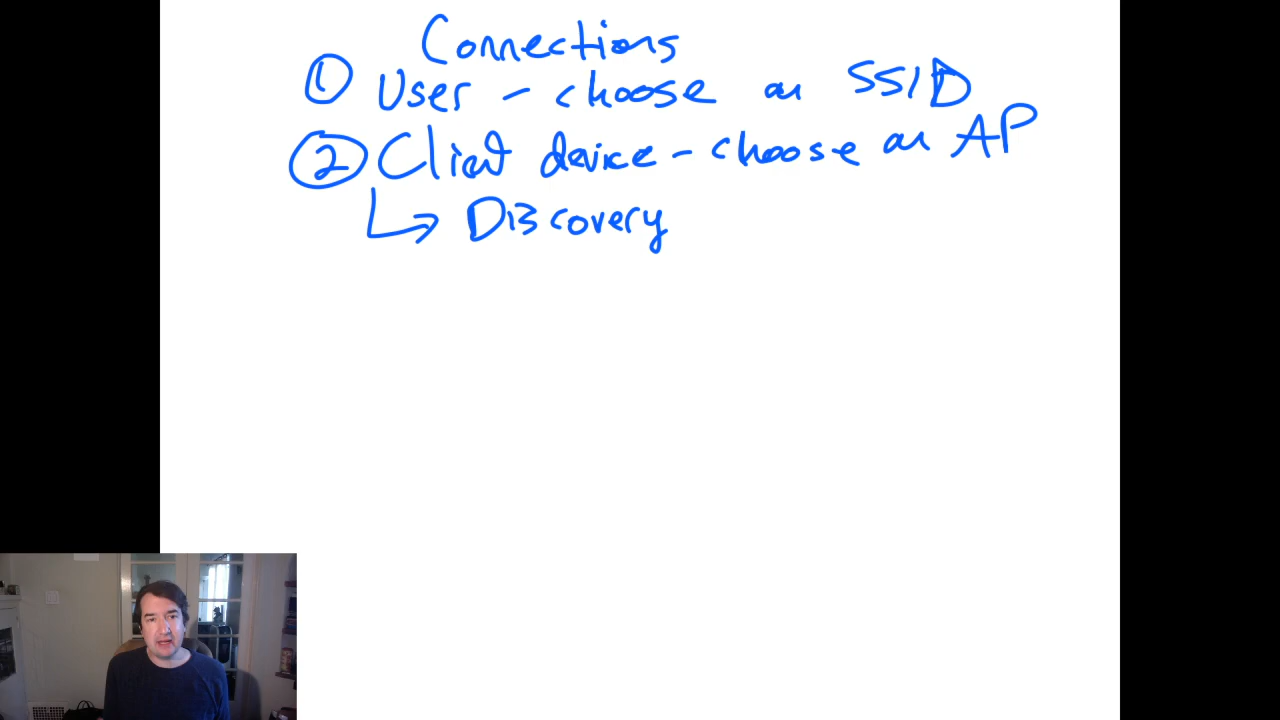 Connections
① User - choose an SSID
② Client device - choose an AP
↳ Discovery